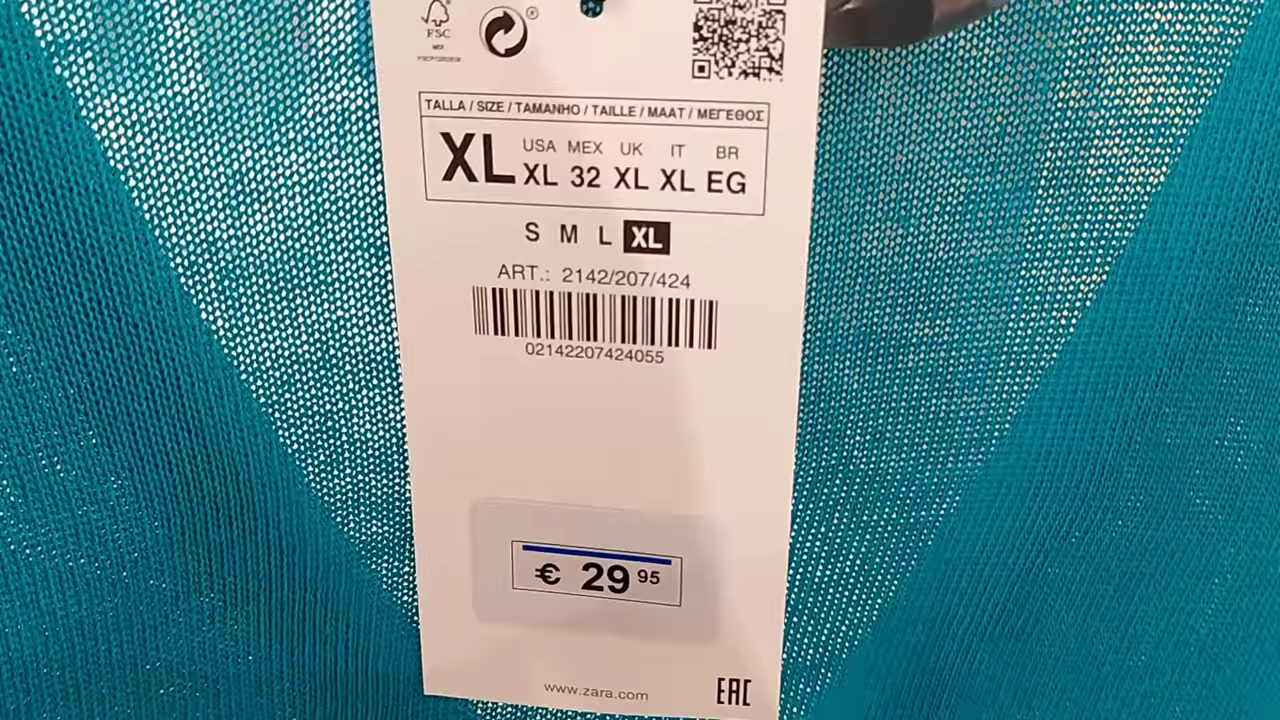 FSC
®
TALLA / SIZE / TAMANHO / TAILLE / MAAT / ΜΕΓΕΘΟΣ
XL
USA MEX UK IT BR
XL 32 XL XL EG
S M L XL
ART.: 2142/207/424
02142207424055
€ 29 95
www.zara.com
EAC